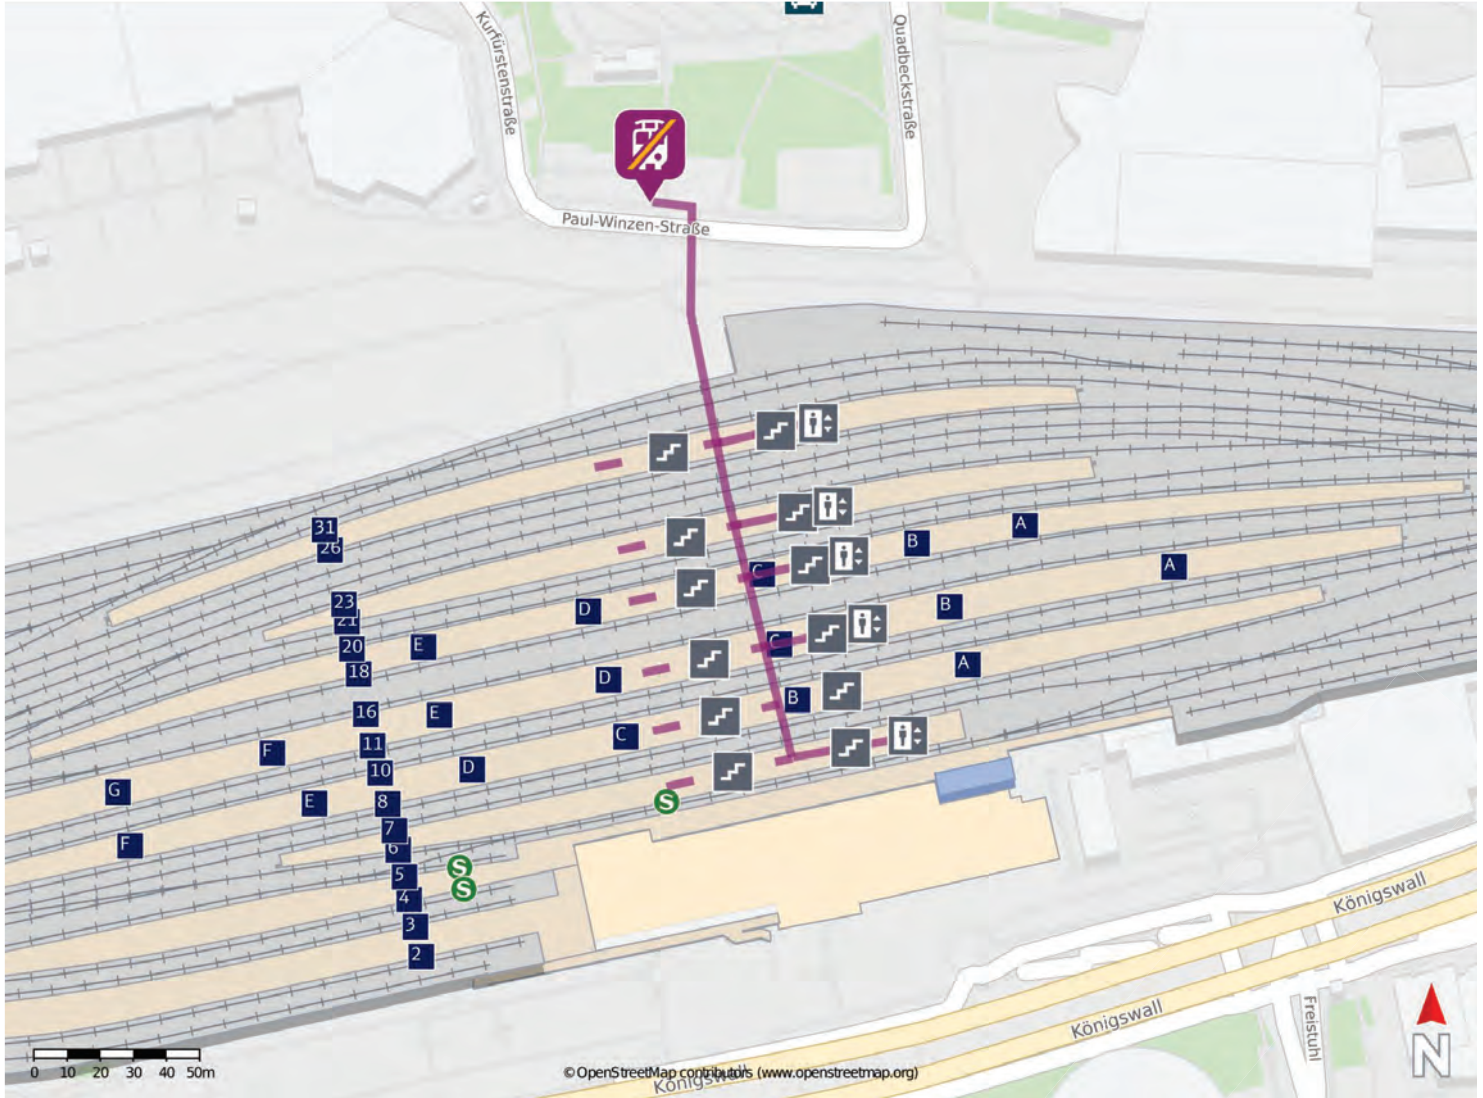 Kurfürstenstraße
Quadbeckstraße
Paul-Winzen-Straße
31
26
A
B
C
A
23
21
D
B
20
E
C
18
D
A
B
16
E
C
11
F
D
10
G
E
8
S
7
F
6
S
5
S
4
3
2
Königswall
Königswall
Freistuhl
Königswall
0 10 20 30 40 50m
©OpenStreetMap contributors (www.openstreetmap.org)
N